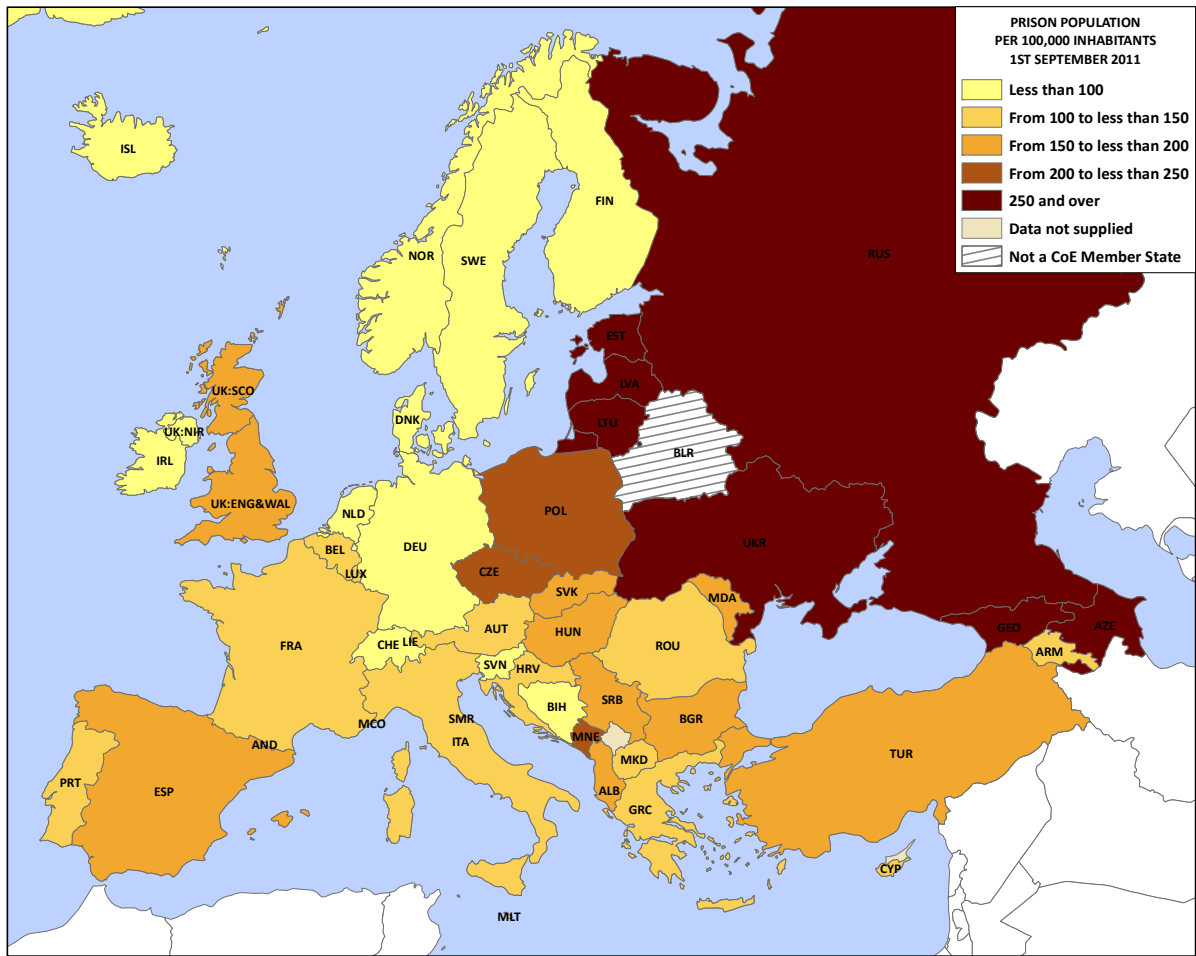 PRISON POPULATION
PER 100,000 INHABITANTS
1ST SEPTEMBER 2011
Less than 100
From 100 to less than 150
From 150 to less than 200
From 200 to less than 250
250 and over
Data not supplied
Not a CoE Member State
ISL
FIN
NOR
SWE
RUS
EST
LVA
UK:SCO
DNK
LTU
UK:NIR
IRL
BLR
UK:ENG&WAL
NLD
POL
BEL
DEU
UKR
LUX
CZE
SVK
MDA
AUT
HUN
GEO
AZE
FRA
CHE
LIE
ROU
ARM
SVN
HRV
SRB
BIH
MCO
SMR
BGR
MNE
ITA
AND
MKD
TUR
PRT
ESP
ALB
GRC
CYP
MLT